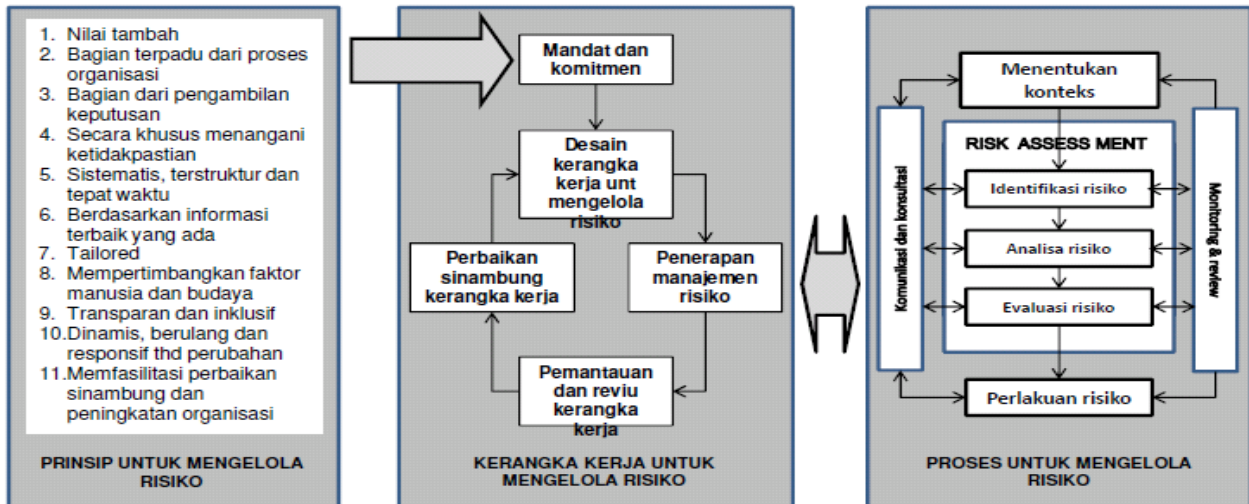 1. Nilai tambah
2. Bagian terpadu dari proses
organisasi
3. Bagian dari pengambilan
keputusan
4. Secara khusus menangani
ketidakpastian
5. Sistematis, terstruktur dan
tepat waktu
6. Berdasarkan informasi
terbaik yang ada
7. Tailored
8. Mempertimbangkan faktor
manusia dan budaya
9. Transparan dan inklusif
10.Dinamis, berulang dan
responsif thd perubahan
11.Memfasilitasi perbaikan
sinambung dan
peningkatan organisasi
PRINSIP UNTUK MENGELOLA
RISIKO
Mandat dan
komitmen
Desain
kerangka
kerja unt
mengelola
risiko
Perbaikan
sinambung
kerangka kerja
Penerapan
manajemen
risiko
Pemantauan
dan reviu
kerangka
kerja
KERANGKA KERJA UNTUK
MENGELOLA RISIKO
Menentukan
konteks
Komunikasi dan konsultasi
RISK ASSESS MENT
Identifikasi risiko
Analisa risiko
Evaluasi risiko
Monitoring & review
Perlakuan risiko
PROSES UNTUK MENGELOLA
RISIKO